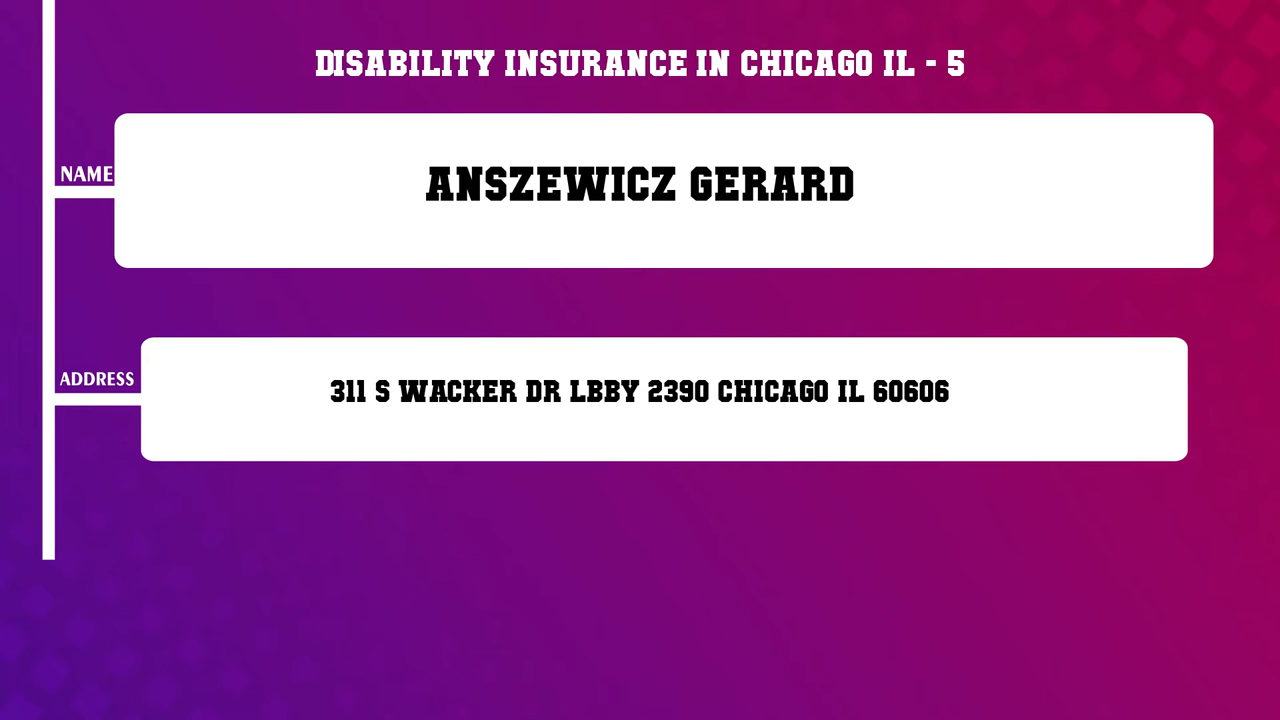 DISABILITY INSURANCE IN CHICAGO IL - 5
NAME
ANSZEWICZ GERARD
ADDRESS
311 S WACKER DR LBBY 2390 CHICAGO IL 60606